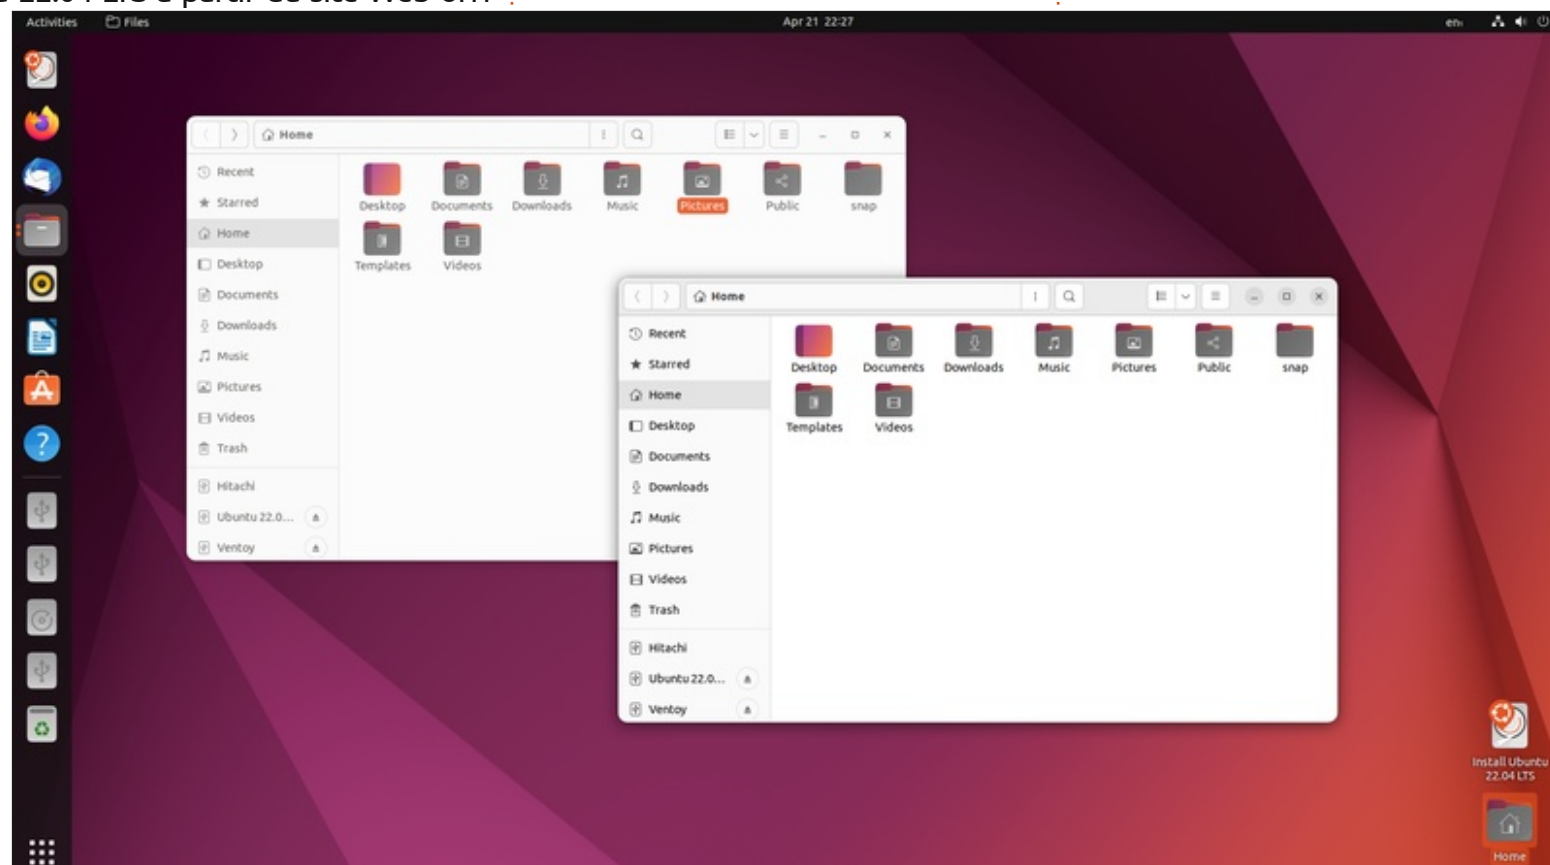 Activities Files Apr 21 22:27 en
Home
Recent
Starred
Home
Desktop
Documents
Downloads
Music
Pictures
Videos
Trash
Hitachi
Ubuntu 22.0...
Ventoy
Desktop Documents Downloads Music Pictures Public snap
Templates Videos
Home
Recent
Starred
Home
Desktop
Documents
Downloads
Music
Pictures
Videos
Trash
Hitachi
Ubuntu 22.0...
Ventoy
Desktop Documents Downloads Music Pictures Public snap
Templates Videos
Install Ubuntu
22.04 LTS
Home